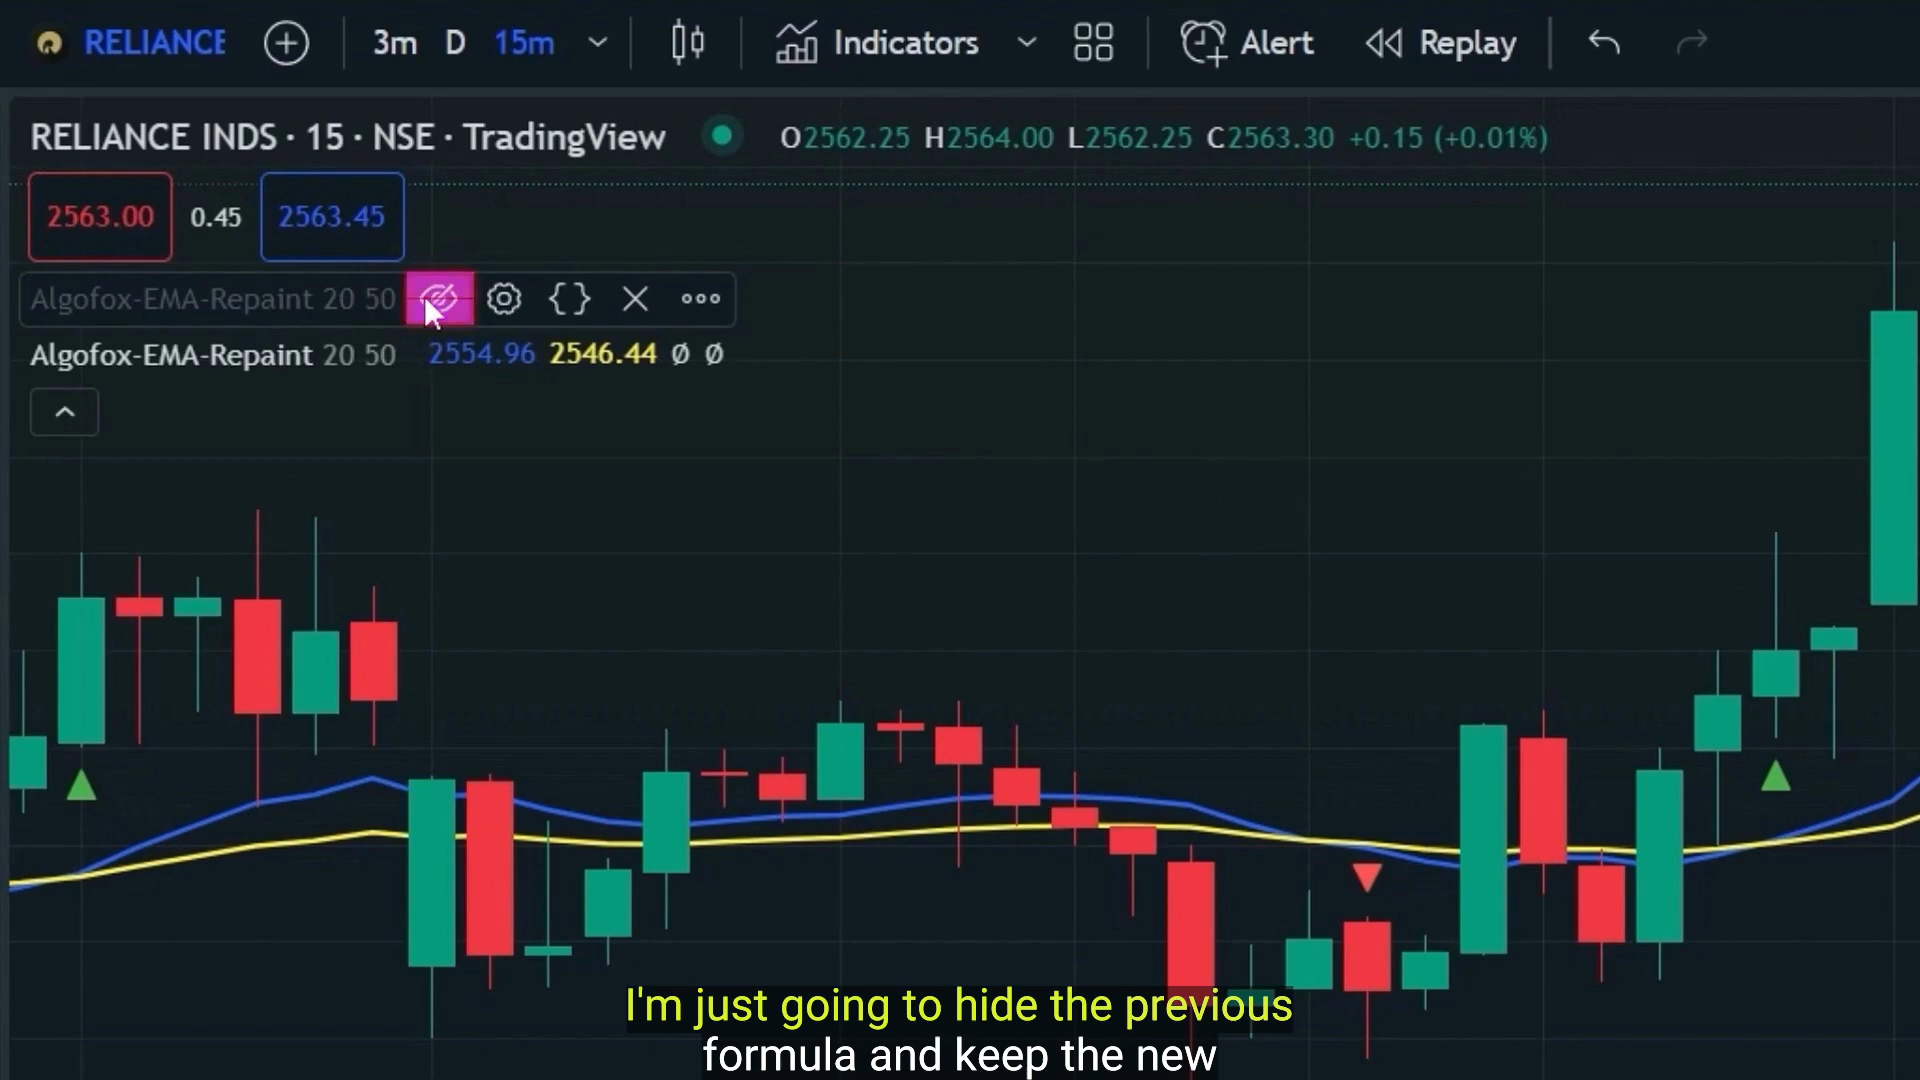 RELIANCE 3m D 15m Indicators Alert Replay
RELIANCE INDS · 15 · NSE · TradingView O2562.25 H2564.00 L2562.25 C2563.30 +0.15 (+0.01%)
2563.00 0.45 2563.45
Algofox-EMA-Repaint 20 50
Algofox-EMA-Repaint 20 50 2554.96 2546.44 Ø Ø
I'm just going to hide the previous
formula and keep the new